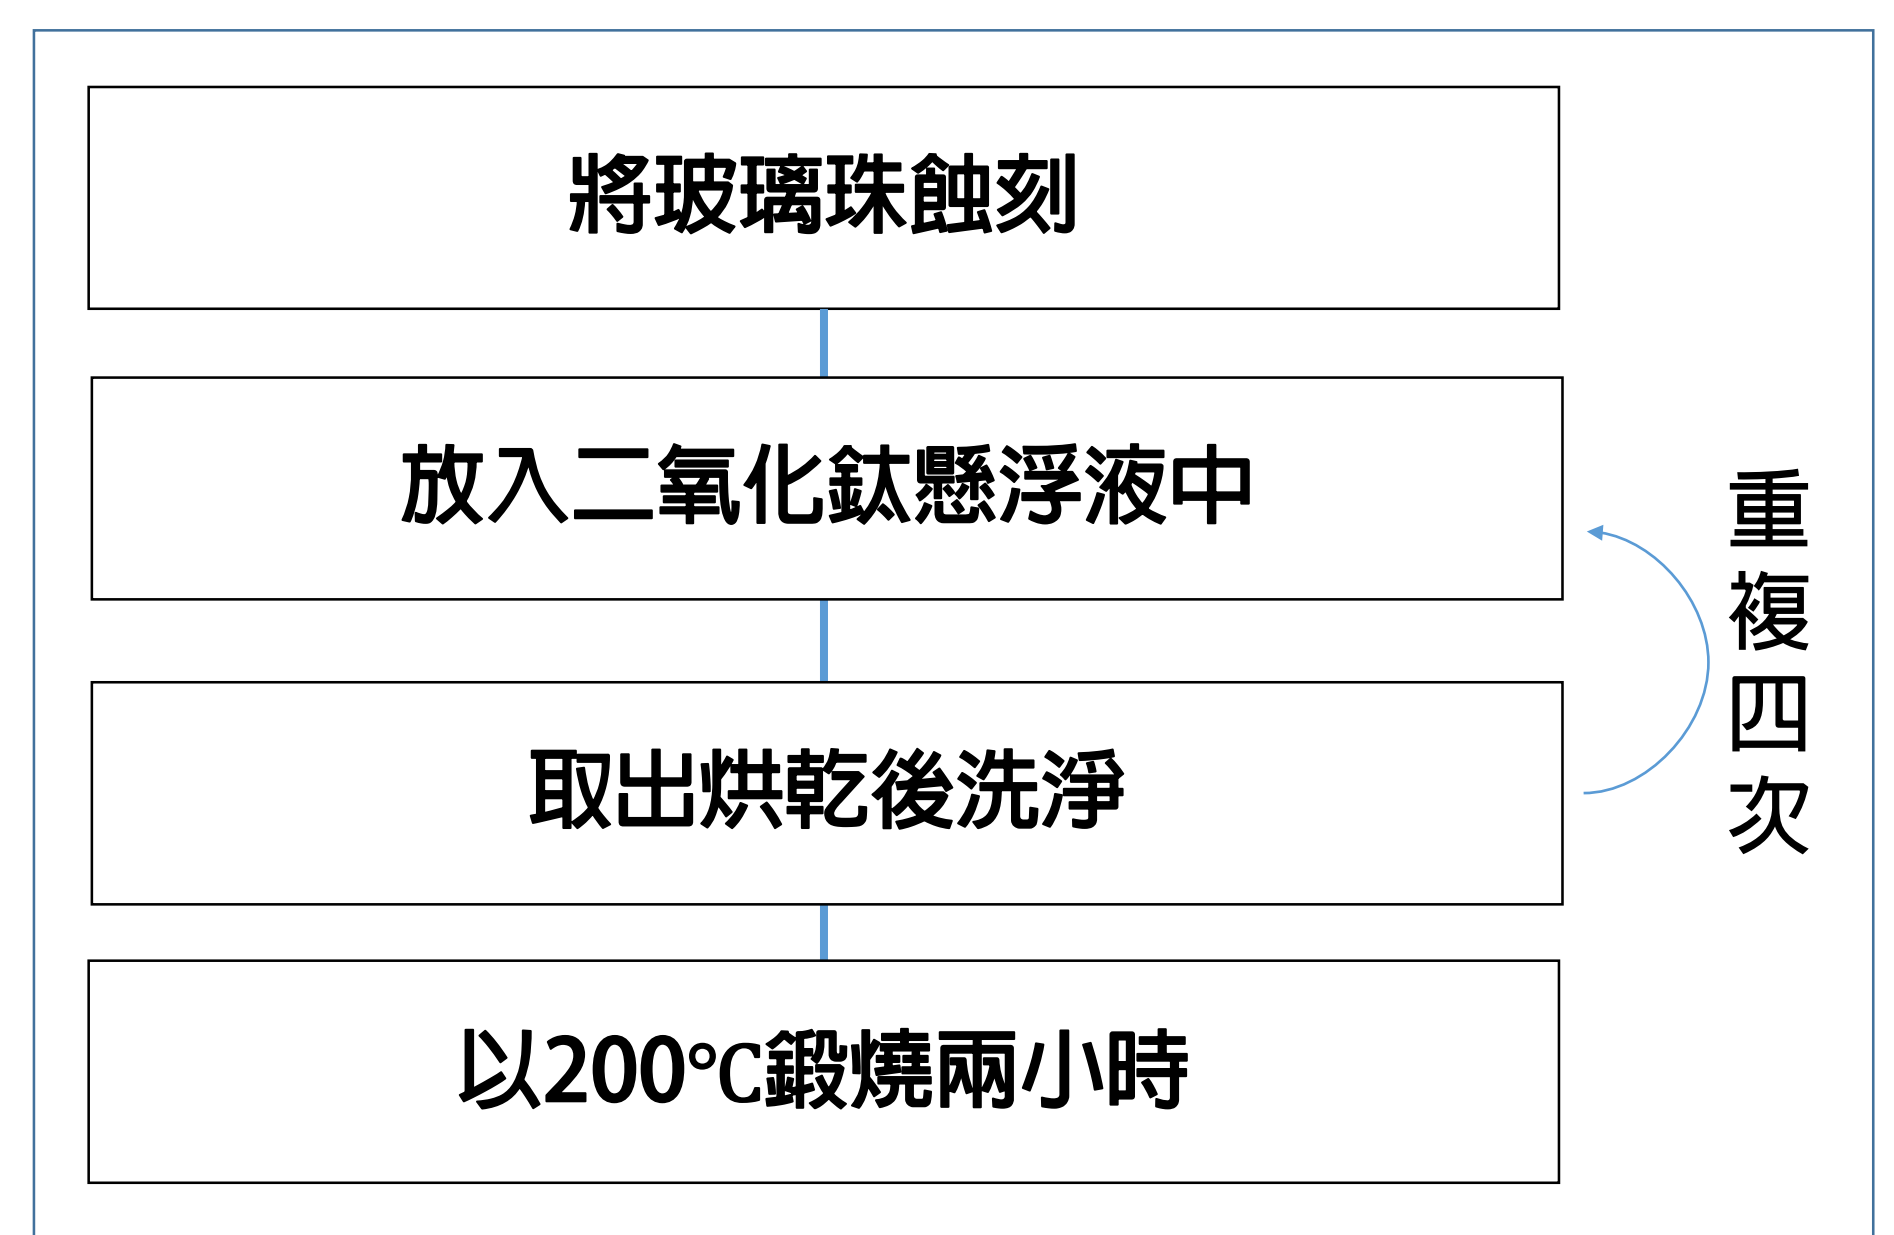 將玻璃珠蝕刻
放入二氧化鈦懸浮液中
取出烘乾後洗淨
以200℃鍛燒兩小時
重複四次